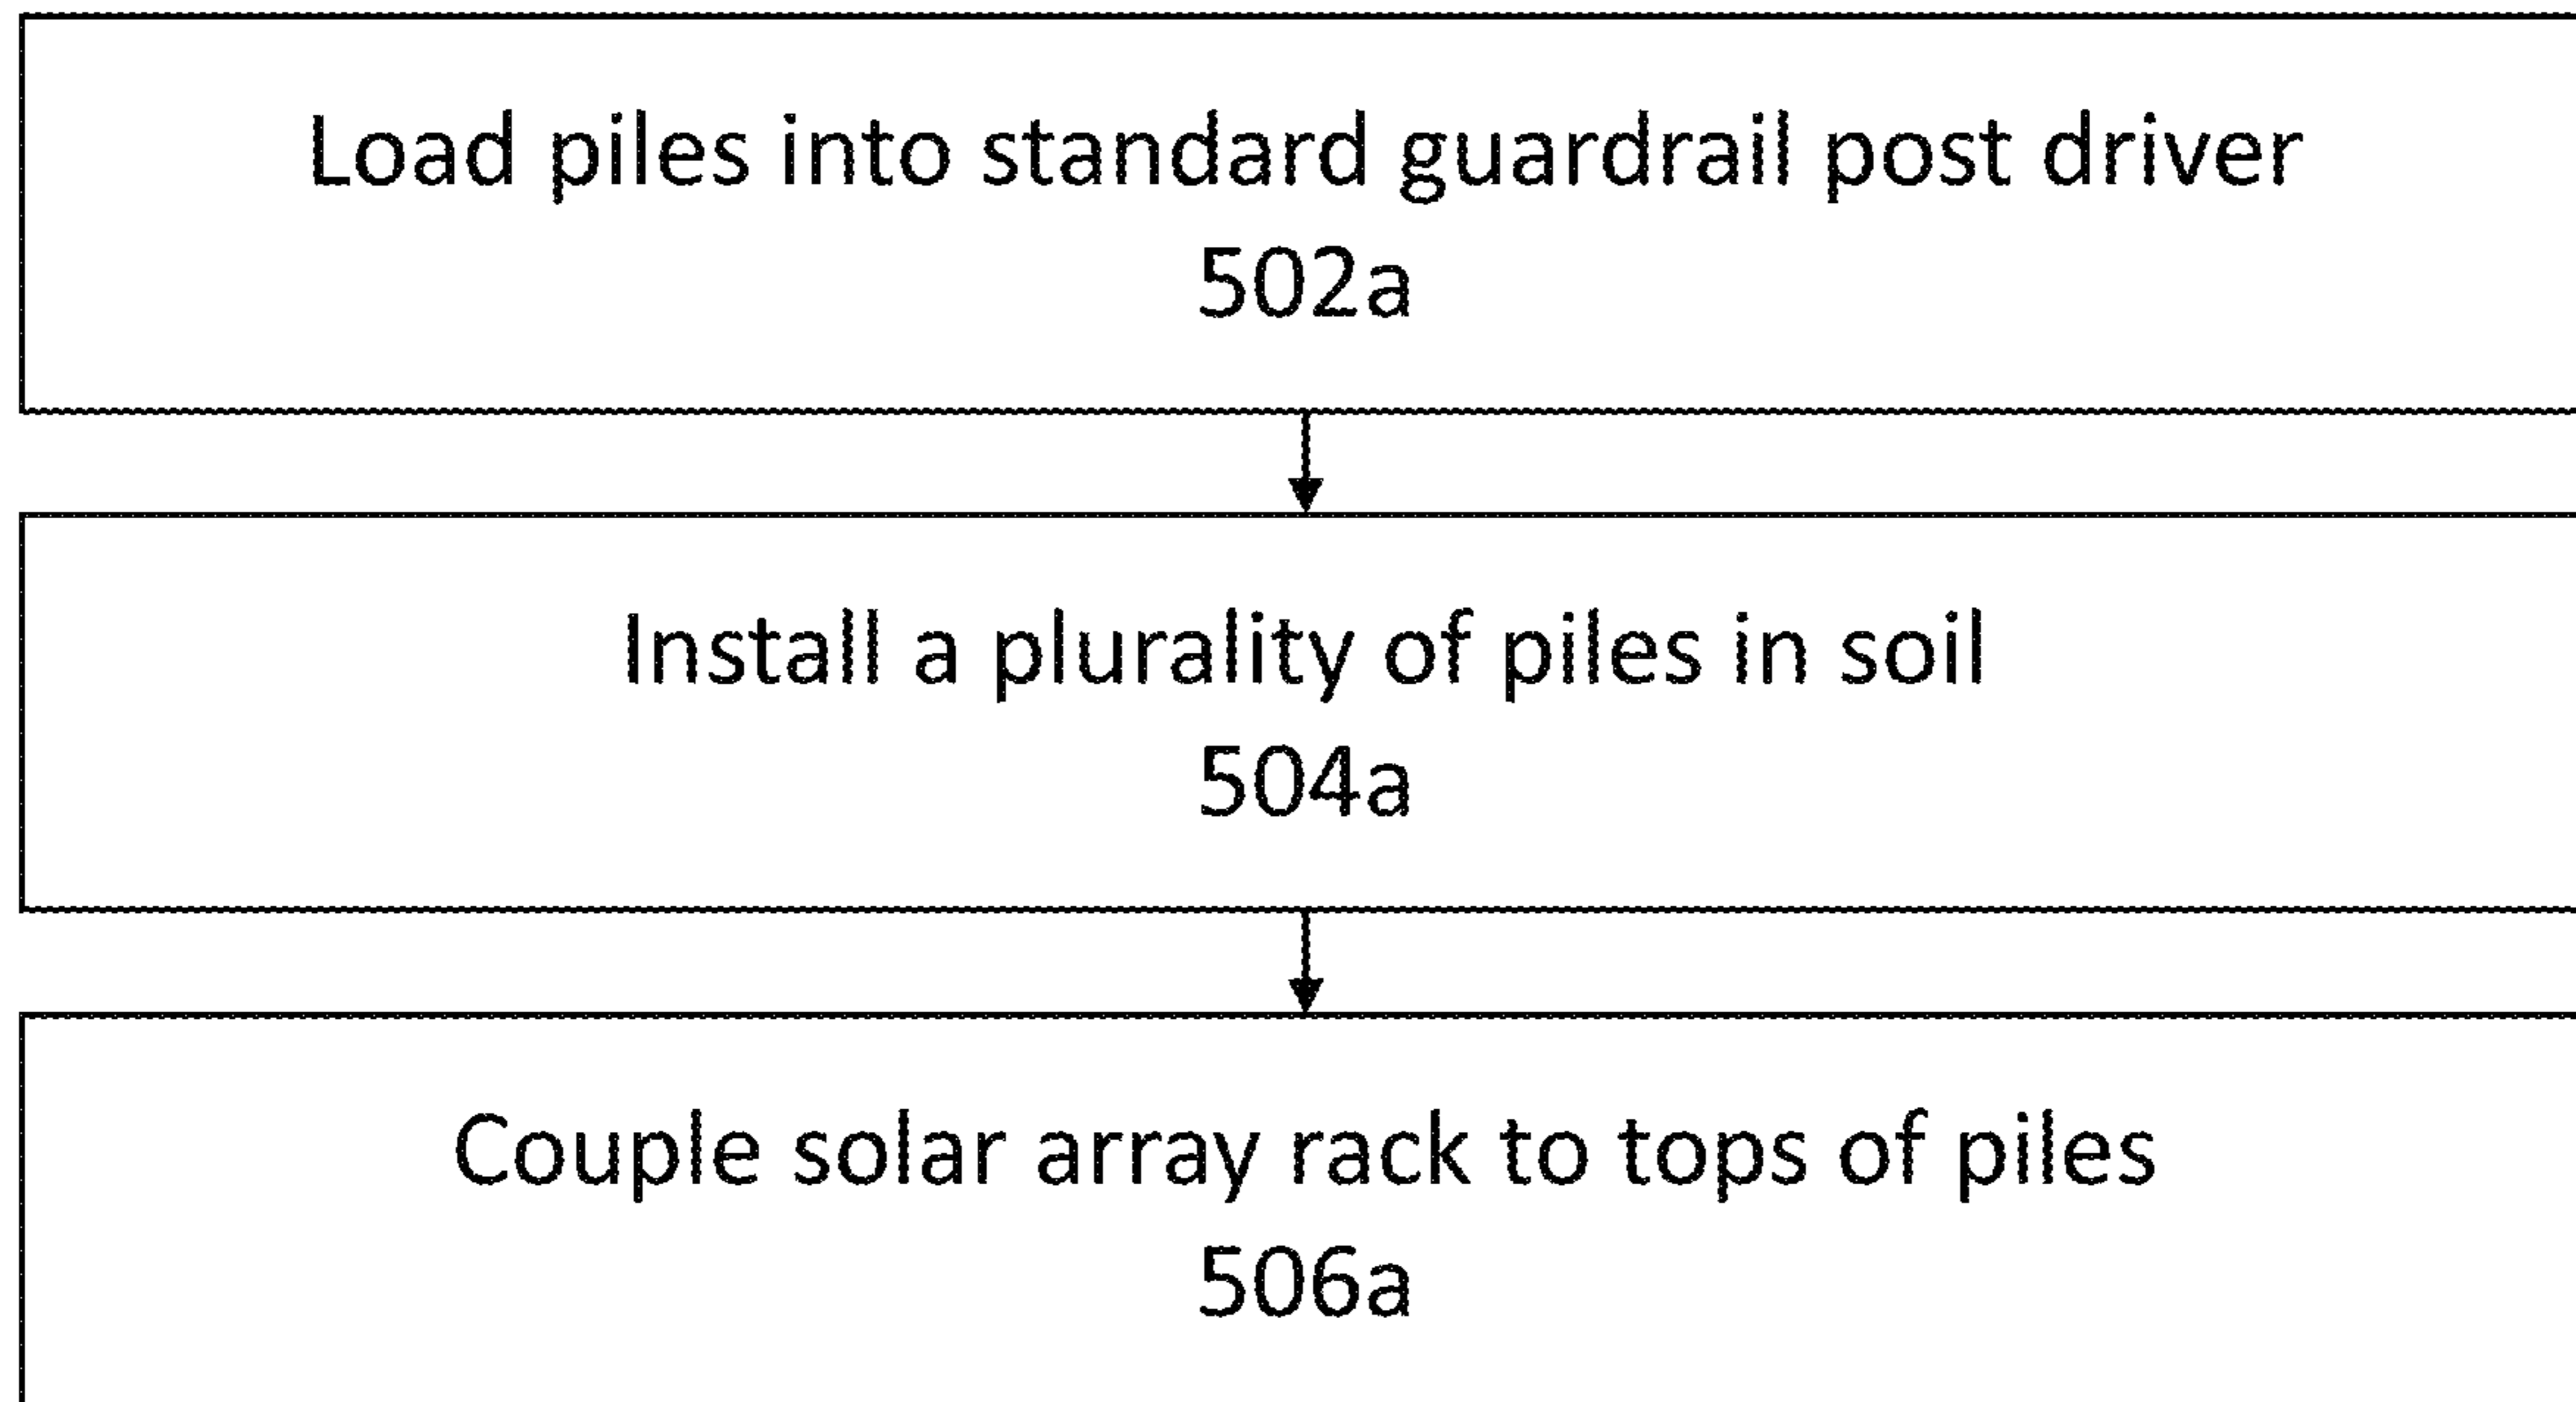 Load piles into standard guardrail post driver
502a
Install a plurality of piles in soil
504a
Couple solar array rack to tops of piles
506a